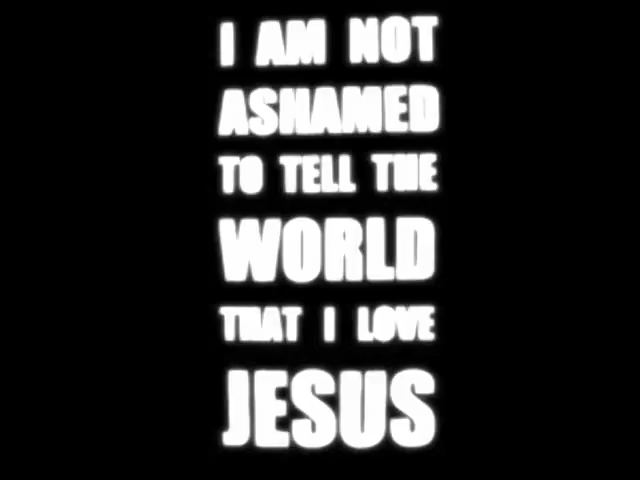 I AM NOT
ASHAMED
TO TELL THE
WORLD
THAT I LOVE
JESUS